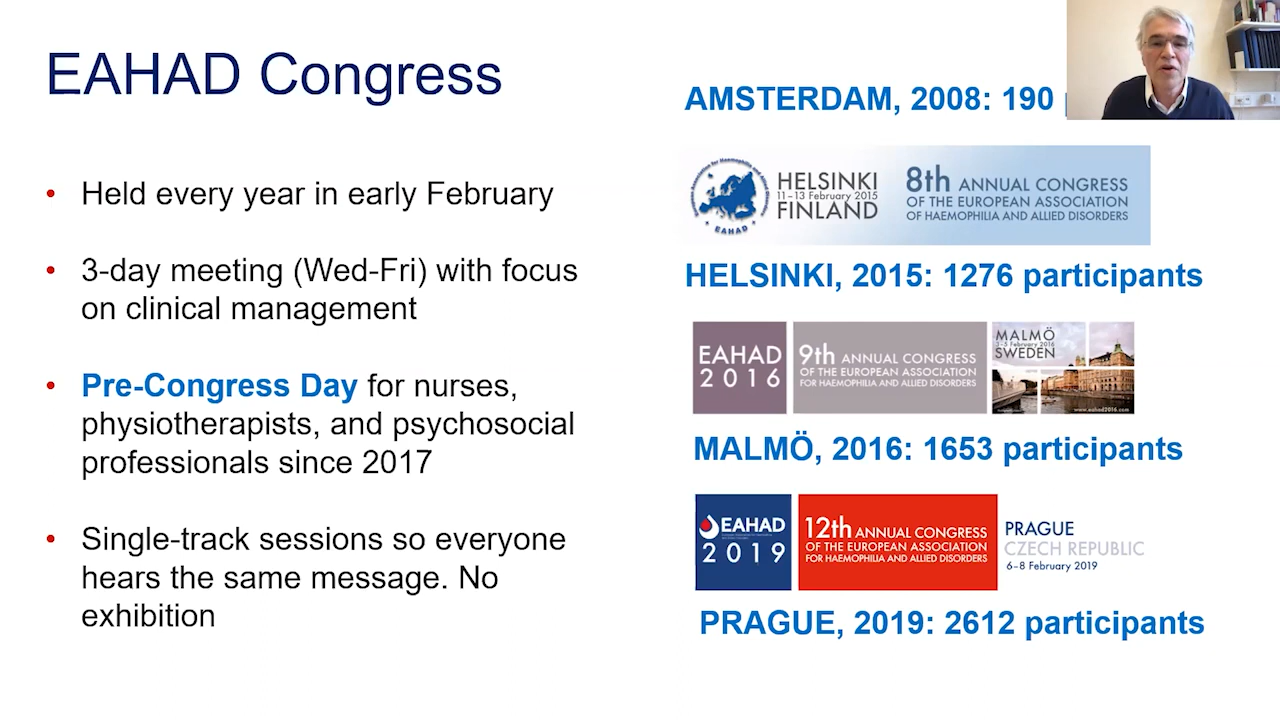 EAHAD Congress
• Held every year in early February
• 3-day meeting (Wed-Fri) with focus
on clinical management
• Pre-Congress Day for nurses,
physiotherapists, and psychosocial
professionals since 2017
• Single-track sessions so everyone
hears the same message. No
exhibition
AMSTERDAM, 2008: 190
EAHAD
HELSINKI
11–13 February 2015
FINLAND
8th ANNUAL CONGRESS
OF THE EUROPEAN ASSOCIATION
OF HAEMOPHILIA AND ALLIED DISORDERS
HELSINKI, 2015: 1276 participants
EAHAD
2016
9th ANNUAL CONGRESS
OF THE EUROPEAN ASSOCIATION
FOR HAEMOPHILIA AND ALLIED DISORDERS
MALMÖ
3–5 February 2016
SWEDEN
www.eahad2016.com
MALMÖ, 2016: 1653 participants
EAHAD
2019
12th ANNUAL CONGRESS
OF THE EUROPEAN ASSOCIATION
FOR HAEMOPHILIA AND ALLIED DISORDERS
PRAGUE
CZECH REPUBLIC
6–8 February 2019
PRAGUE, 2019: 2612 participants